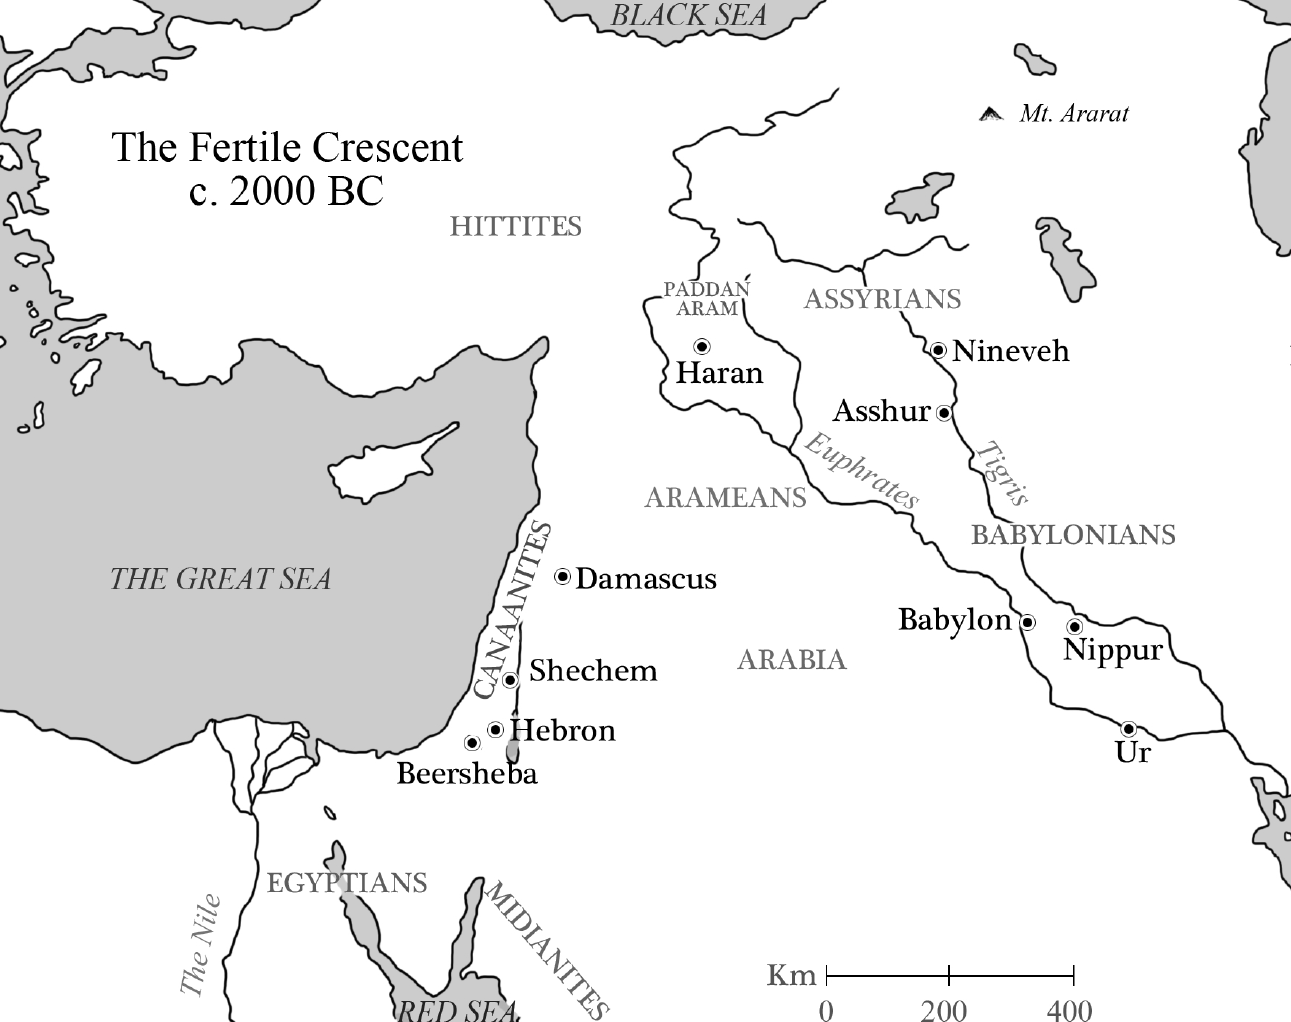 BLACK SEA
Mt. Ararat
The Fertile Crescent
c. 2000 BC
HITTITES
PADDAN
ARAM
ASSYRIANS
Haran
Nineveh
Asshur
Euphrates
Tigris
ARAMEANS
BABYLONIANS
CANAANITES
THE GREAT SEA
Damascus
Babylon
Nippur
ARABIA
Shechem
Hebron
Ur
Beersheba
EGYPTIANS
The Nile
MIDIANITES
RED SEA
Km
0 200 400